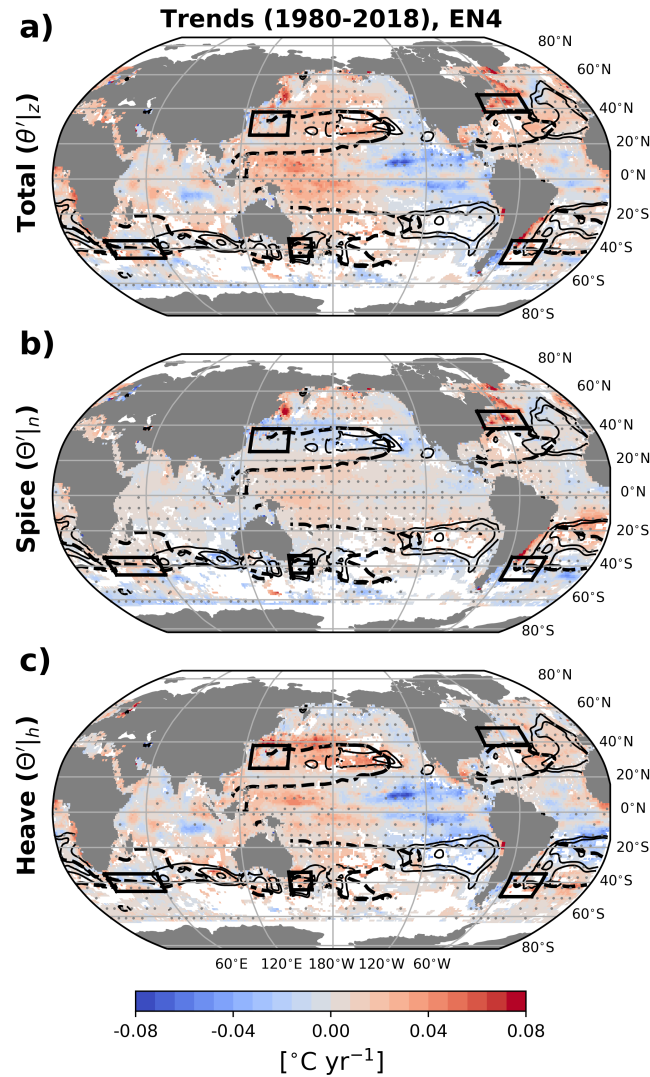 Trends (1980-2018), EN4
a)
Total (θ′|z)
80°N
60°N
40°N
20°N
0°N
20°S
40°S
60°S
80°S
b)
Spice (Θ′|n)
80°N
60°N
40°N
20°N
0°N
20°S
40°S
60°S
80°S
c)
Heave (Θ′|h)
80°N
60°N
40°N
20°N
0°N
20°S
40°S
60°S
80°S
60°E 120°E 180°W 120°W 60°W
-0.08 -0.04 0.00 0.04 0.08
[°C yr⁻¹]